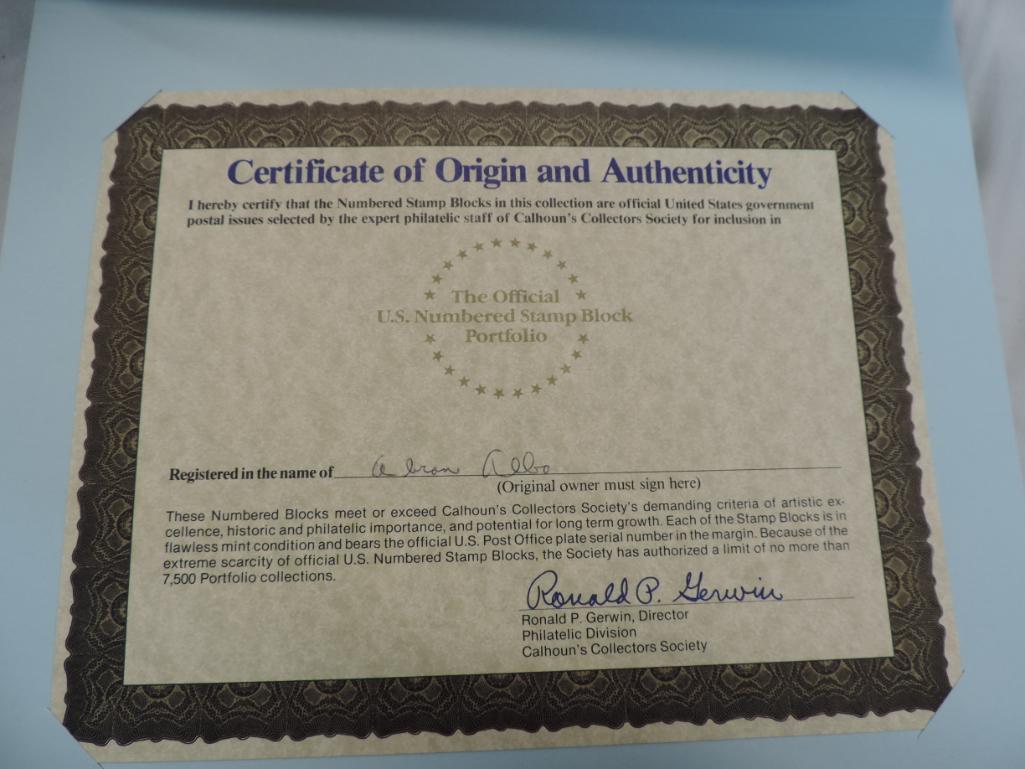 Certificate of Origin and Authenticity
I hereby certify that the Numbered Stamp Blocks in this collection are official United States government
postal issues selected by the expert philatelic staff of Calhoun's Collectors Society for inclusion in
The Official
U.S. Numbered Stamp Block
Portfolio
Registered in the name of Abron Albo
(Original owner must sign here)
These Numbered Blocks meet or exceed Calhoun's Collectors Society's demanding criteria of artistic ex-
cellence, historic and philatelic importance, and potential for long term growth. Each of the Stamp Blocks is in
flawless mint condition and bears the official U.S. Post Office plate serial number in the margin. Because of the
extreme scarcity of official U.S. Numbered Stamp Blocks, the Society has authorized a limit of no more than
7,500 Portfolio collections.
Ronald P. Gerwin
Ronald P. Gerwin, Director
Philatelic Division
Calhoun's Collectors Society